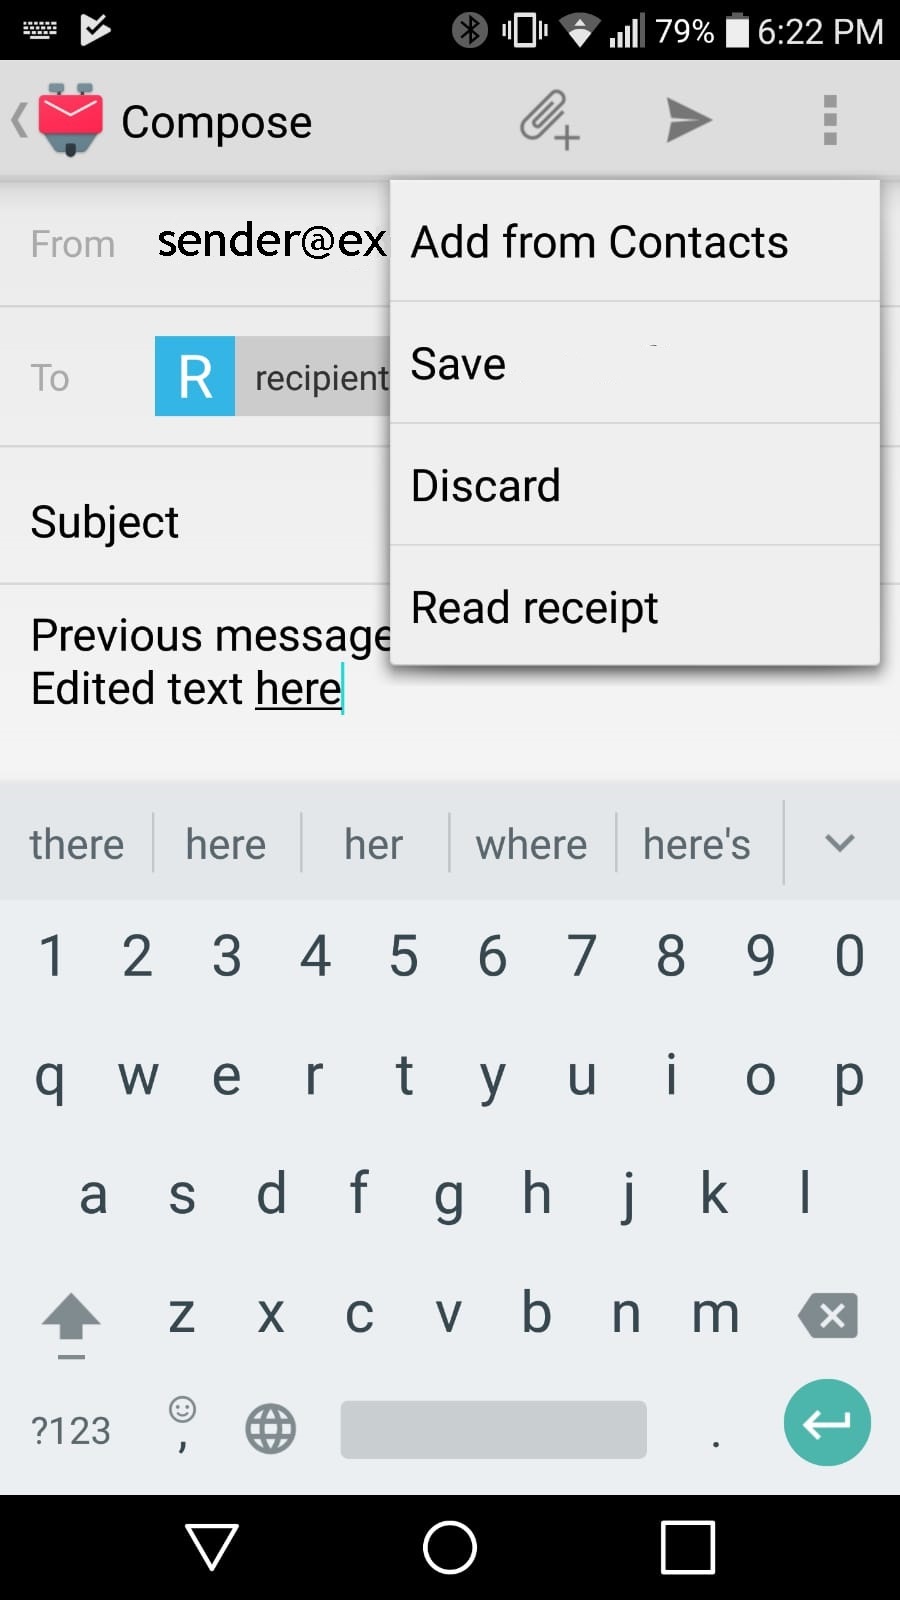 79% 6:22 PM
Compose
From sender@ex
Add from Contacts
To R recipient
Save
Discard
Subject
Read receipt
Previous message
Edited text here
there here her where here's
1 2 3 4 5 6 7 8 9 0
q w e r t y u i o p
a s d f g h j k l
z x c v b n m
?123 , .